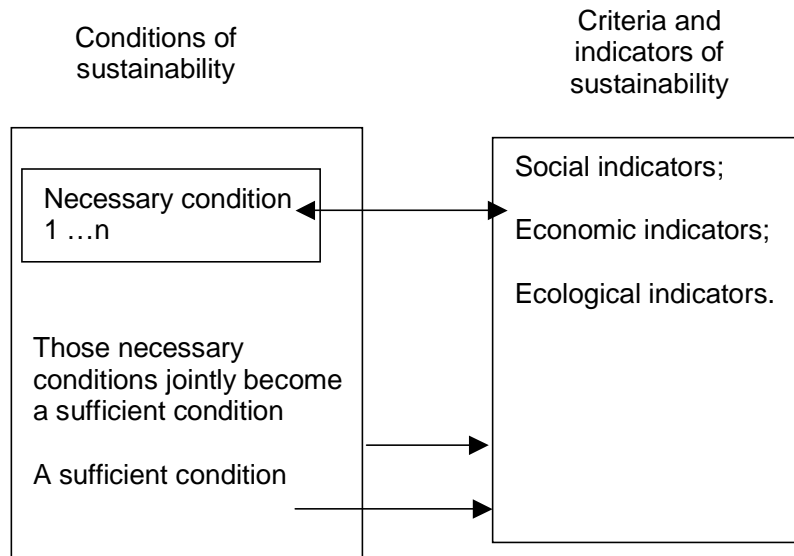 Conditions of
sustainability
Criteria and
indicators of
sustainability
Necessary condition
1 …n
Those necessary
conditions jointly become
a sufficient condition
A sufficient condition
Social indicators;
Economic indicators;
Ecological indicators.